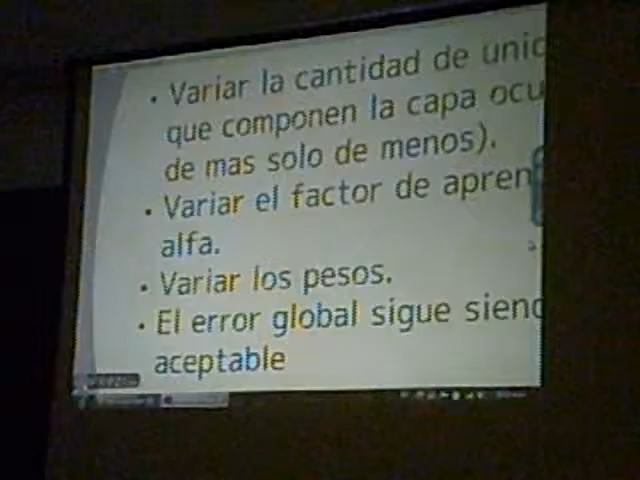 • Variar la cantidad de unid
que componen la capa ocu
de mas solo de menos).
• Variar el factor de apren
alfa.
• Variar los pesos.
• El error global sigue siend
aceptable